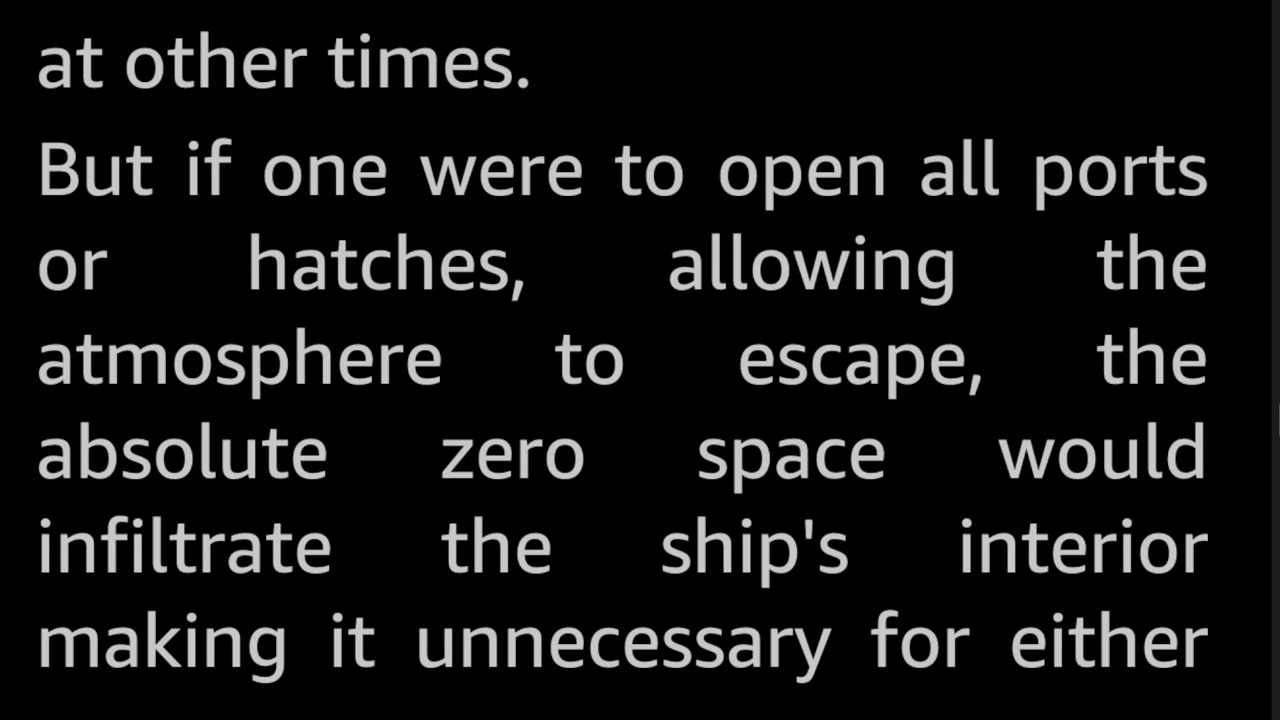 at other times.
But if one were to open all ports
or hatches, allowing the
atmosphere to escape, the
absolute zero space would
infiltrate the ship's interior
making it unnecessary for either